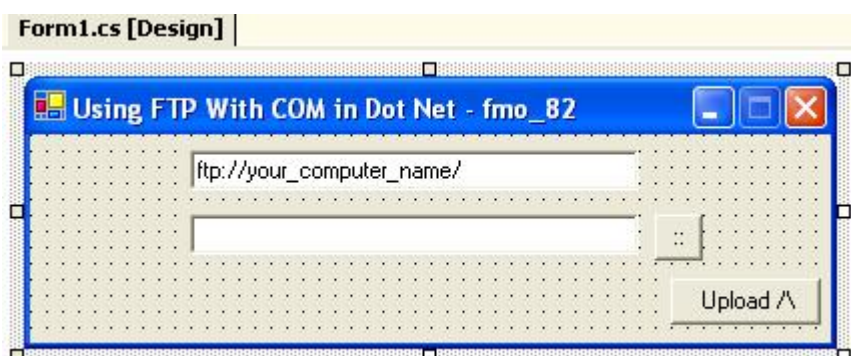 Form1.cs [Design]
Using FTP With COM in Dot Net - fmo_82
ftp://your_computer_name/
::
Upload /\